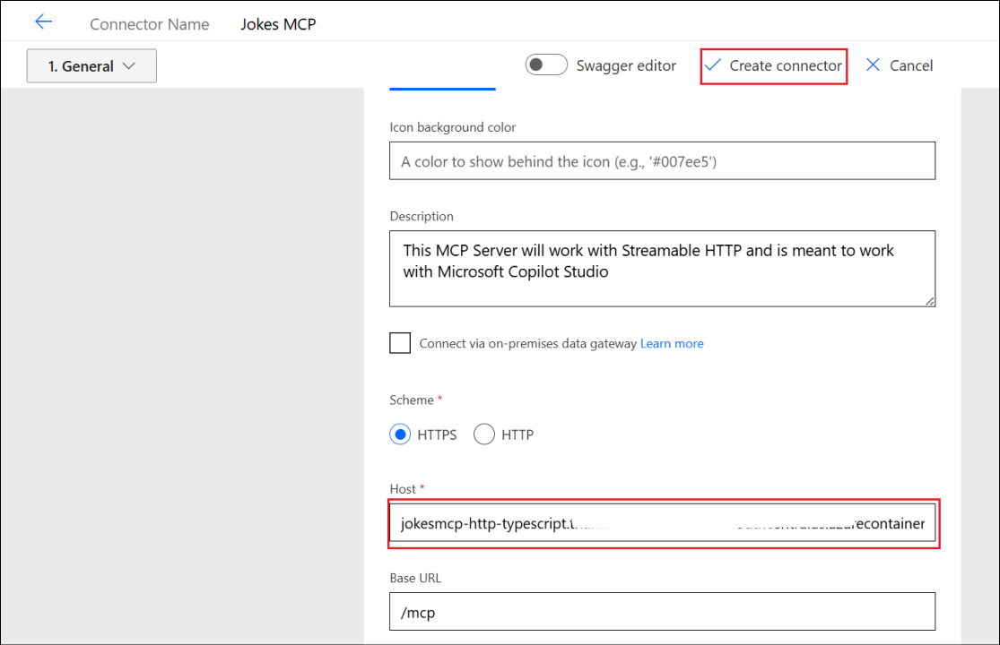 Connector Name Jokes MCP
1. General Swagger editor Create connector Cancel
Icon background color
A color to show behind the icon (e.g., '#007ee5')
Description
This MCP Server will work with Streamable HTTP and is meant to work
with Microsoft Copilot Studio
Connect via on-premises data gateway Learn more
Scheme *
HTTPS HTTP
Host *
jokesmcp-http-typescript.
Base URL
/mcp